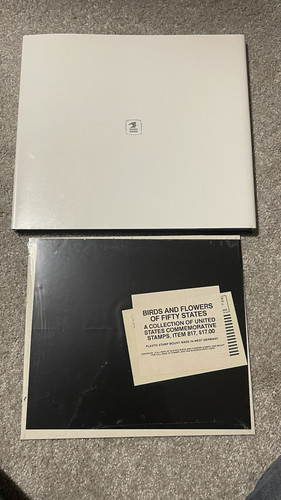 BIRDS AND FLOWERS
OF FIFTY STATES
A COLLECTION OF UNITED
STATES COMMEMORATIVE
STAMPS, ITEM 817, $17.00
PLASTIC STAMP MOUNT MADE IN WEST GERMANY